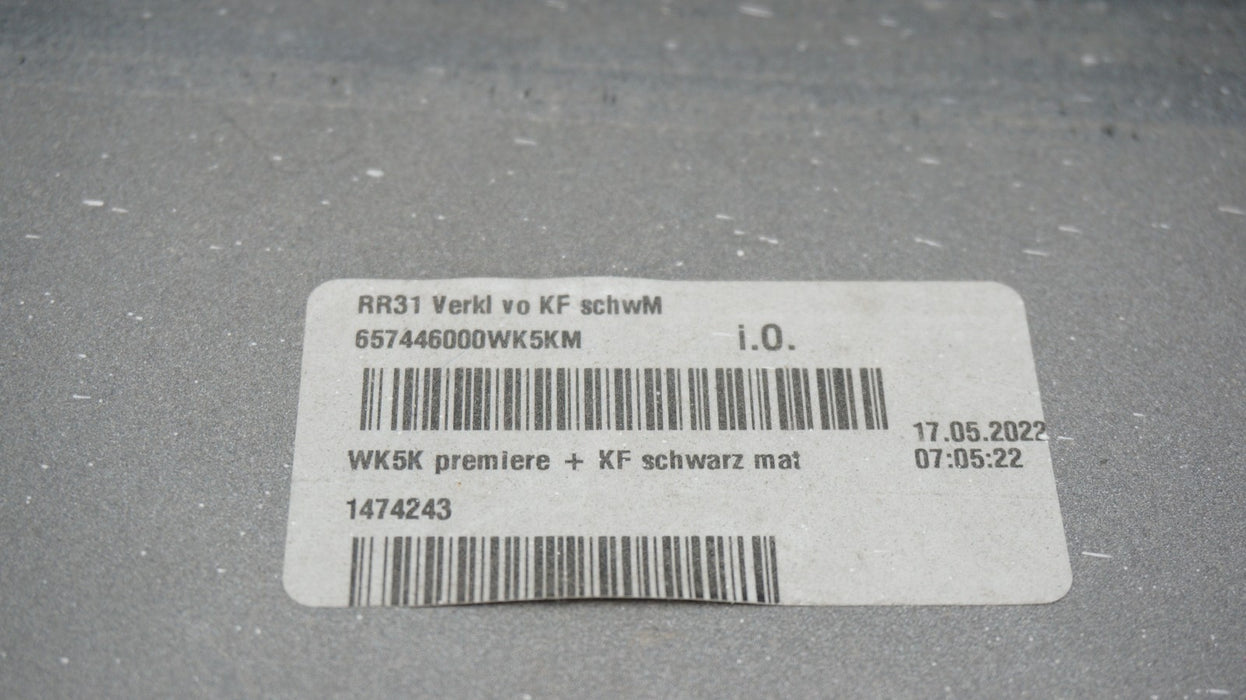 RR31 Verkl vo KF schwM
657446000WK5KM
i.O.
17.05.2022
07:05:22
WK5K premiere + KF schwarz mat
1474243